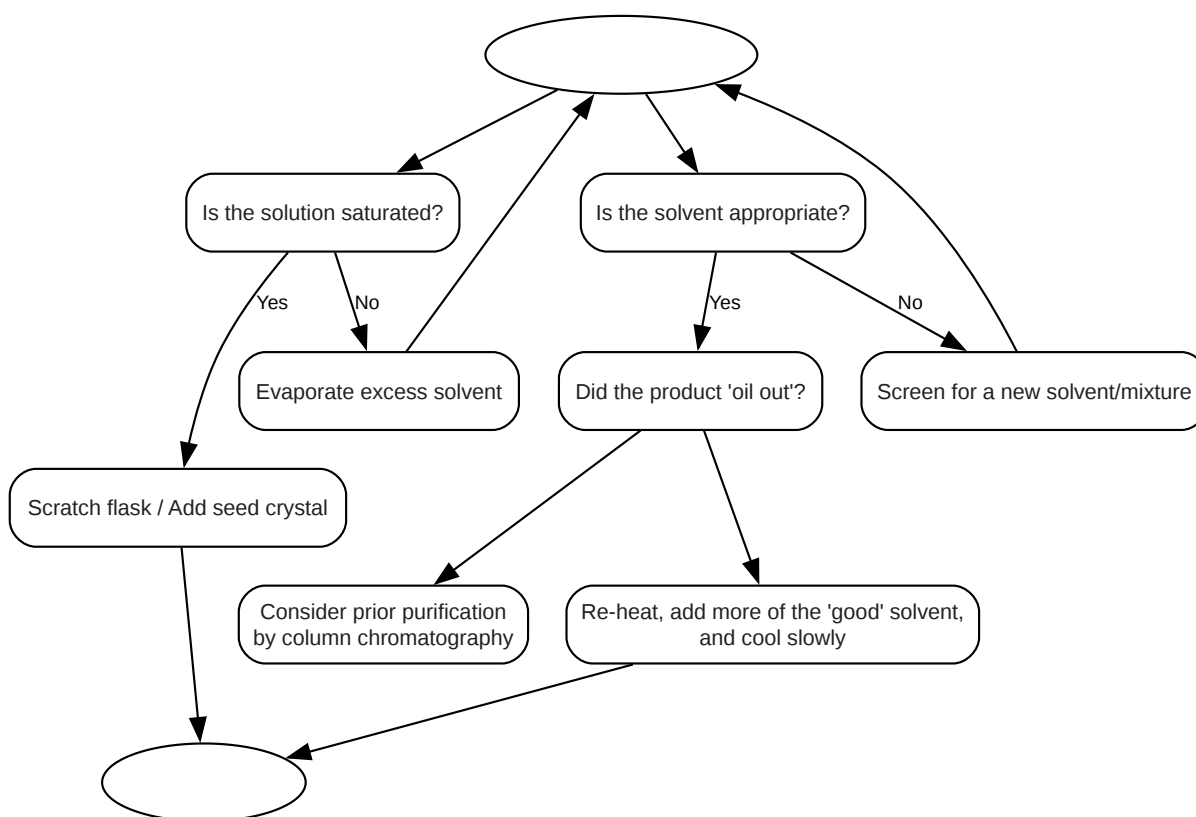 Is the solution saturated?
Is the solvent appropriate?
Yes
No
Yes
No
Evaporate excess solvent
Did the product 'oil out'?
Screen for a new solvent/mixture
Scratch flask / Add seed crystal
Consider prior purification
by column chromatography
Re-heat, add more of the 'good' solvent,
and cool slowly